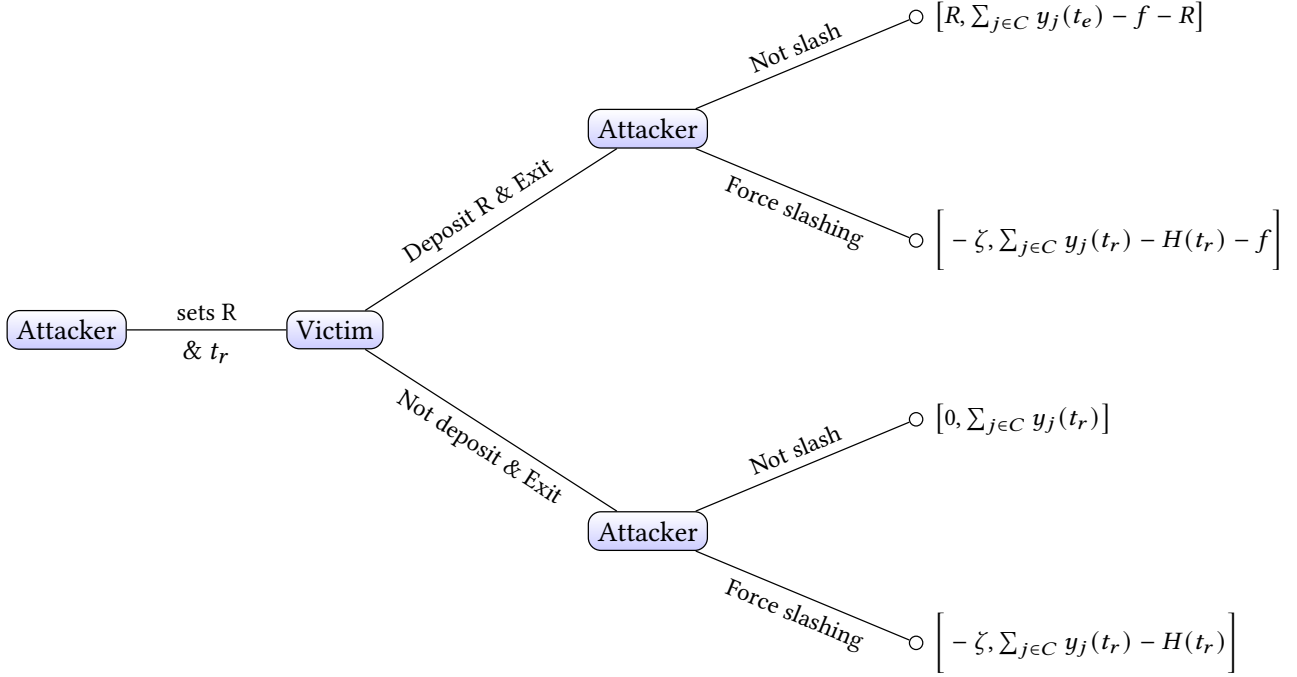 [R, ∑_{j∈C} y_j(t_e) − f − R]
Not slash
Attacker
Force slashing
[ − ζ, ∑_{j∈C} y_j(t_r) − H(t_r) − f]
Deposit R & Exit
Attacker
sets R
& t_r
Victim
Not deposit & Exit
[0, ∑_{j∈C} y_j(t_r)]
Not slash
Attacker
Force slashing
[ − ζ, ∑_{j∈C} y_j(t_r) − H(t_r)]